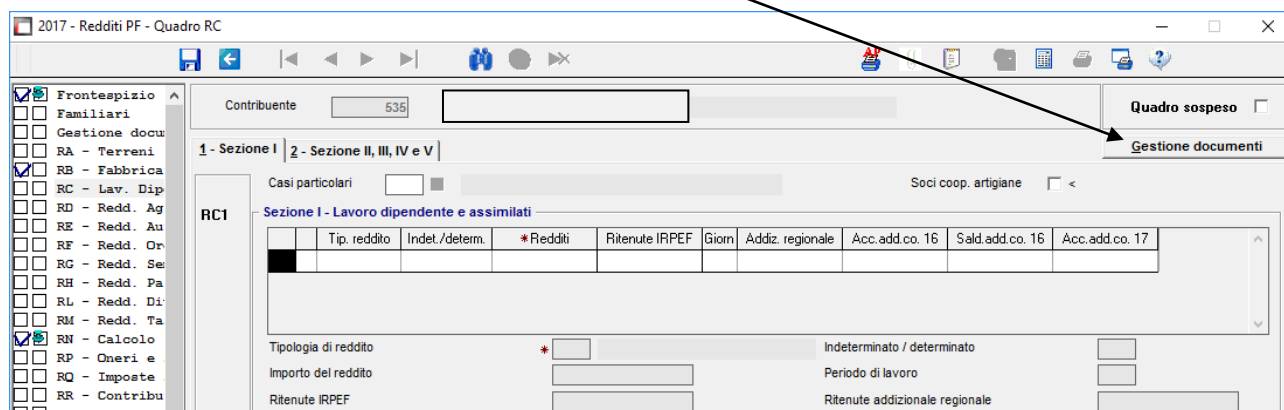 2017 - Redditi PF - Quadro RC
Frontespizio
Familiari
Gestione docu
RA - Terreni
RB - Fabbrica
RC - Lav. Dip
RD - Redd. Ag
RE - Redd. Au
RF - Redd. Or
RG - Redd. Se
RH - Redd. Pa
RL - Redd. Di
RM - Redd. Ta
RN - Calcolo
RP - Oneri e
RQ - Imposte
RR - Contribu
Contribuente 535
Quadro sospeso
Gestione documenti
1 - Sezione I 2 - Sezione II, III, IV e V
Casi particolari Soci coop. artigiane <
RC1
Sezione I - Lavoro dipendente e assimilati
Tip. reddito Indet./determ. *Redditi Ritenute IRPEF Giorn Addiz. regionale Acc.add.co. 16 Sald.add.co. 16 Acc.add.co. 17
Tipologia di reddito * Indeterminato / determinato
Importo del reddito Periodo di lavoro
Ritenute IRPEF Ritenute addizionale regionale